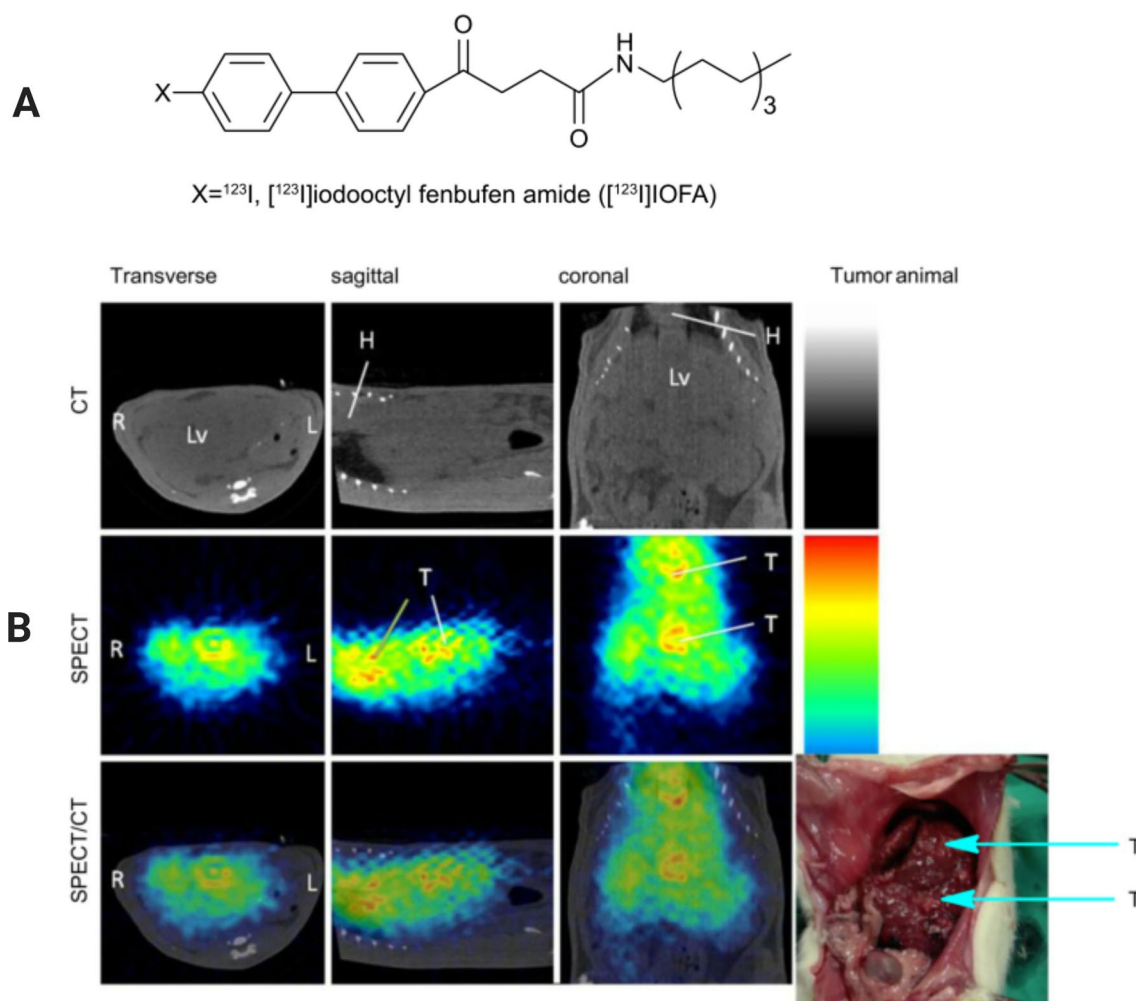 A
X
O
H
N
O
3
X=¹²³I, [¹²³I]iodooctyl fenbufen amide ([¹²³I]IOFA)
Transverse sagittal coronal Tumor animal
CT
R
Lv
L
H
H
Lv
B
SPECT
R
L
T
T
T
SPECT/CT
R
L
T
T